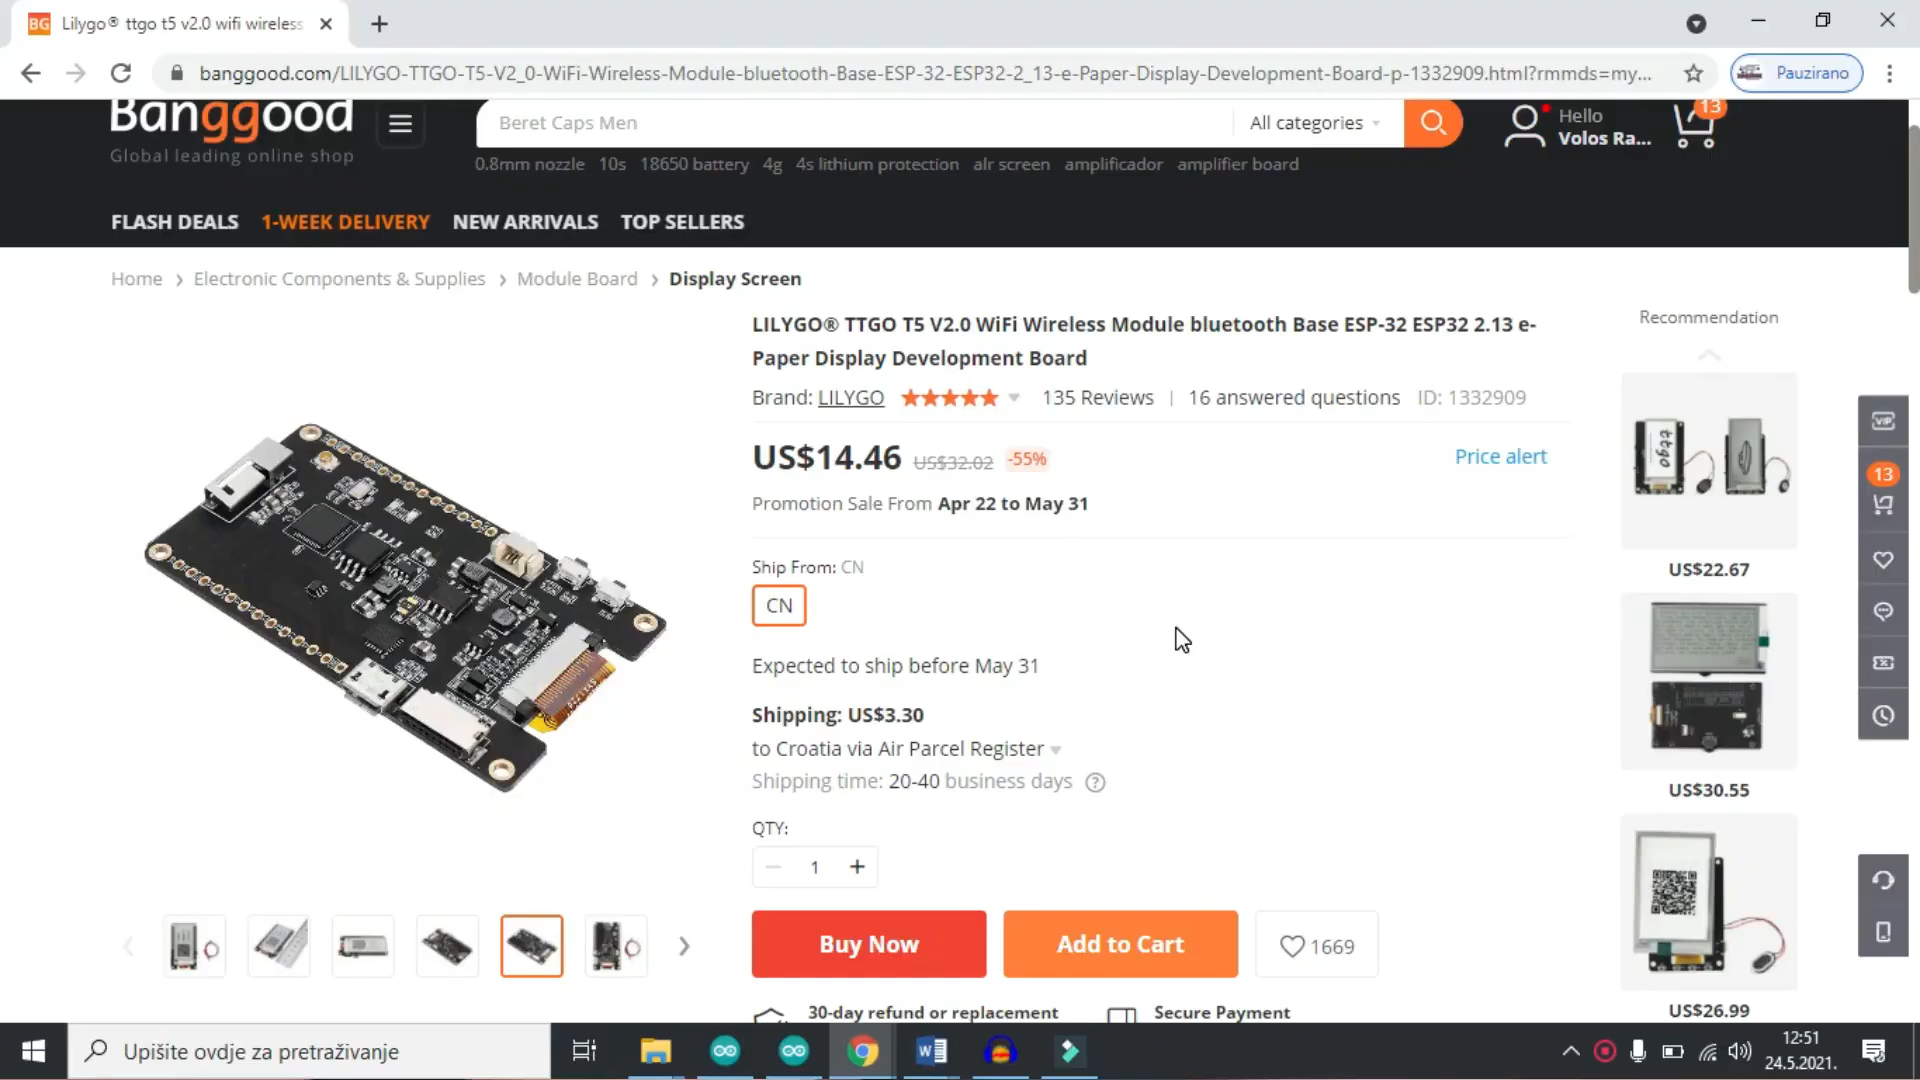 BG Lilygo® ttgo t5 v2.0 wifi wireless
banggood.com/LILYGO-TTGO-T5-V2_0-WiFi-Wireless-Module-bluetooth-Base-ESP-32-ESP32-2_13-e-Paper-Display-Development-Board-p-1332909.html?rmmds=my...
Pauzirano
Banggood
Global leading online shop
Beret Caps Men
All categories
Hello
Volos Ra...
13
0.8mm nozzle 10s 18650 battery 4g 4s lithium protection alr screen amplificador amplifier board
FLASH DEALS 1-WEEK DELIVERY NEW ARRIVALS TOP SELLERS
Home > Electronic Components & Supplies > Module Board > Display Screen
LILYGO® TTGO T5 V2.0 WiFi Wireless Module bluetooth Base ESP-32 ESP32 2.13 e-
Paper Display Development Board
Brand: LILYGO 135 Reviews | 16 answered questions ID: 1332909
US$14.46 US$32.02 -55%
Price alert
Promotion Sale From Apr 22 to May 31
Ship From: CN
CN
Expected to ship before May 31
Shipping: US$3.30
to Croatia via Air Parcel Register
Shipping time: 20-40 business days ?
QTY:
− 1 +
Buy Now
Add to Cart
1669
30-day refund or replacement
Secure Payment
Recommendation
ttgo
US$22.67
US$30.55
US$26.99
VIP
13
Upišite ovdje za pretraživanje
W
12:51
24.5.2021.